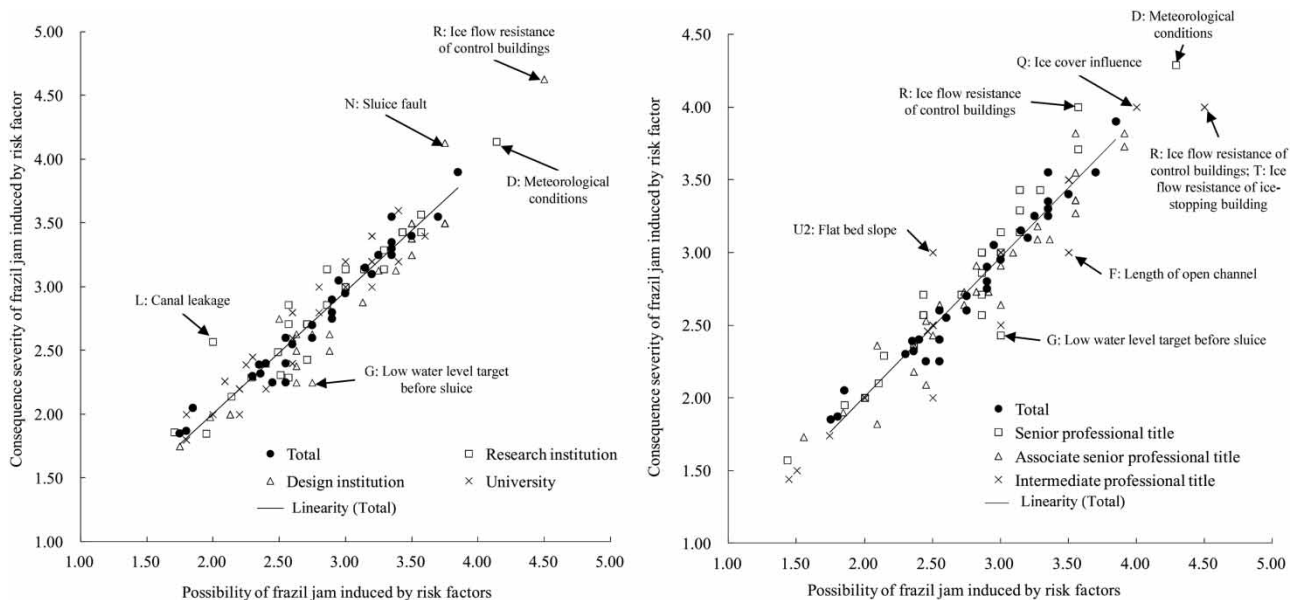 Consequence severity of frazil jam induced by risk factor
5.00
4.50
4.00
3.50
3.00
2.50
2.00
1.50
1.00
R: Ice flow resistance
of control buildings
N: Sluice fault
D: Meteorological
conditions
L: Canal leakage
G: Low water level target
before sluice
Total
Research institution
Design institution
University
Linearity (Total)
1.00 1.50 2.00 2.50 3.00 3.50 4.00 4.50 5.00
Possibility of frazil jam induced by risk factors
Consequence severity of frazil jam induced by risk factor
4.50
4.00
3.50
3.00
2.50
2.00
1.50
1.00
D: Meteorological
conditions
Q: Ice cover influence
R: Ice flow resistance
of control buildings
R: Ice flow resistance of
control buildings; T: Ice
flow resistance of ice-
stopping building
U2: Flat bed slope
F: Length of open channel
G: Low water level target
before sluice
Total
Senior professional title
Associate senior professional title
Intermediate professional title
Linearity (Total)
1.00 1.50 2.00 2.50 3.00 3.50 4.00 4.50 5.00
Possibility of frazil jam induced by risk factors